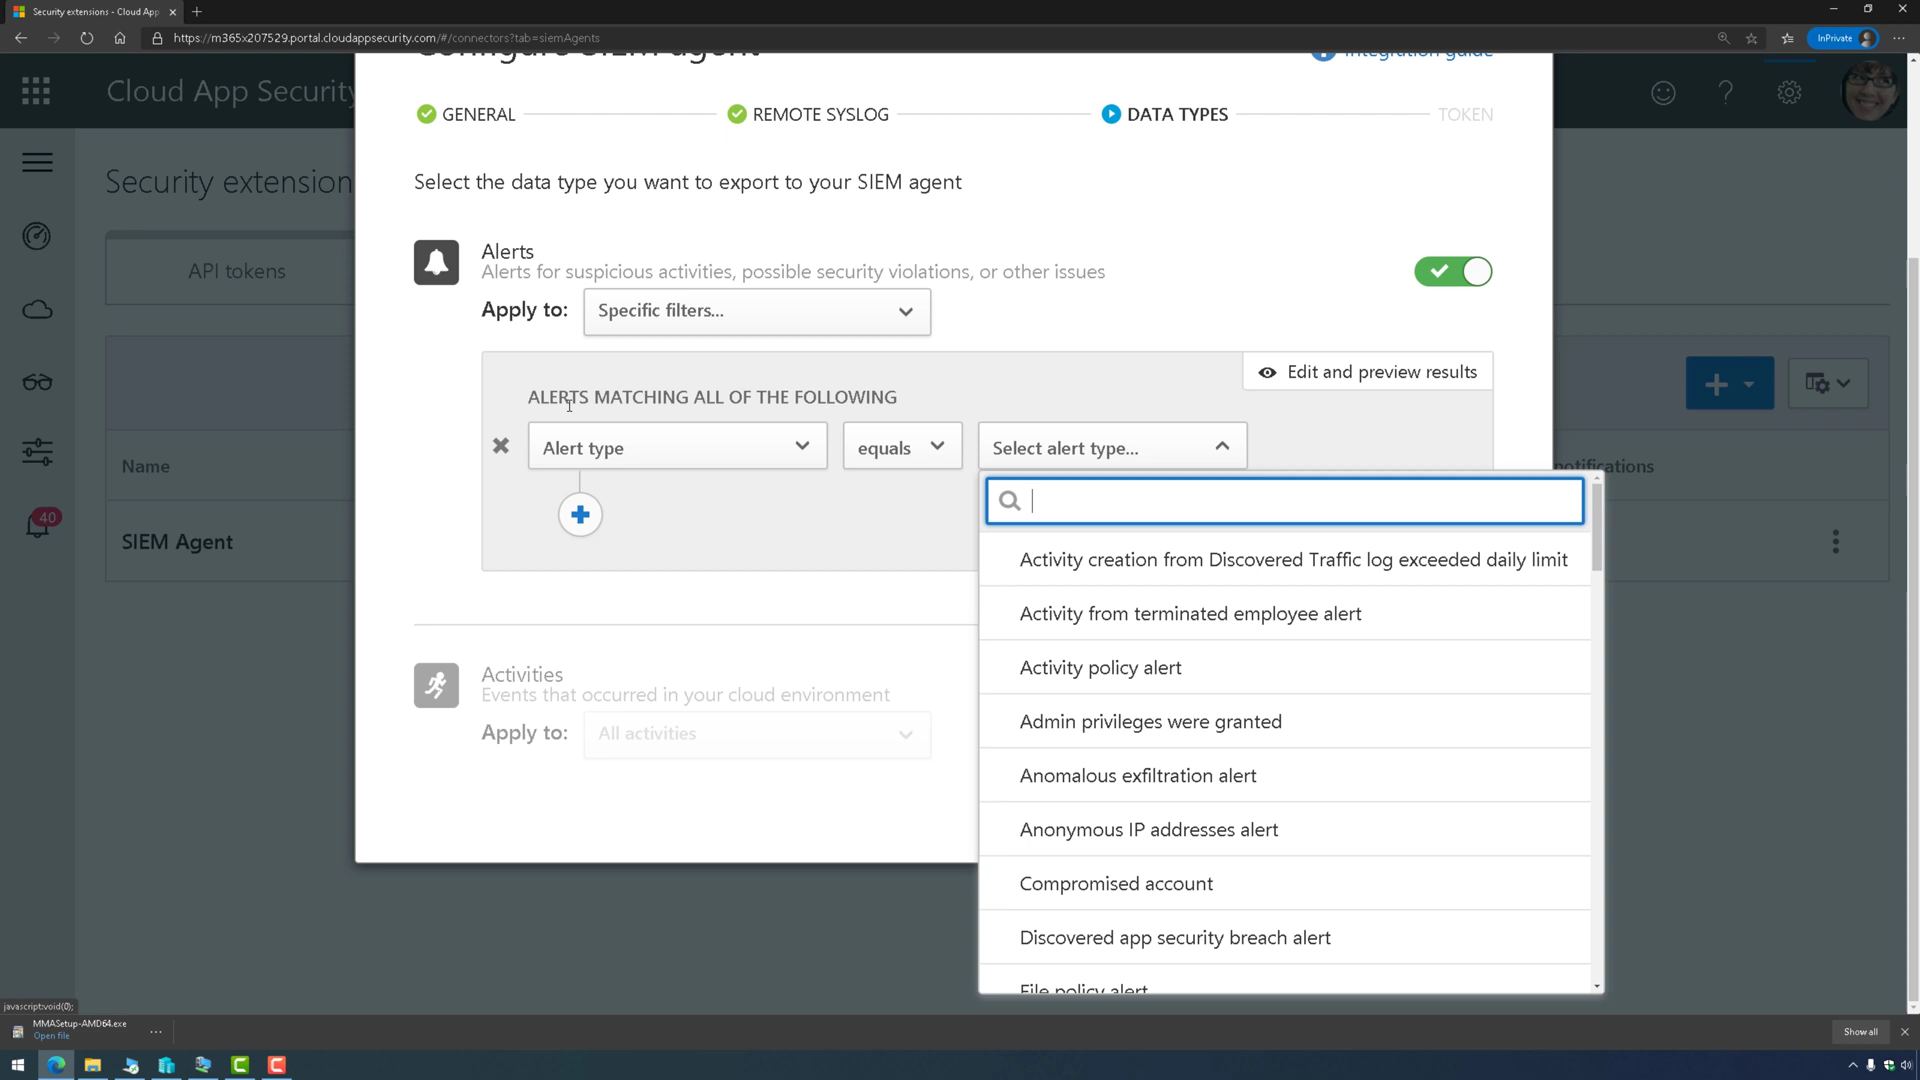 Security extensions - Cloud App
https://m365x207529.portal.cloudappsecurity.com/#/connectors?tab=siemAgents
InPrivate
Cloud App Security
Configure SIEM agent
Integration guide
GENERAL
REMOTE SYSLOG
DATA TYPES
TOKEN
Security extension
Select the data type you want to export to your SIEM agent
API tokens
Alerts
Alerts for suspicious activities, possible security violations, or other issues
Apply to:
Specific filters...
Edit and preview results
ALERTS MATCHING ALL OF THE FOLLOWING
Alert type
equals
Select alert type...
Name
notifications
40
SIEM Agent
Activity creation from Discovered Traffic log exceeded daily limit
Activity from terminated employee alert
Activity policy alert
Admin privileges were granted
Anomalous exfiltration alert
Anonymous IP addresses alert
Compromised account
Discovered app security breach alert
File policy alert
Activities
Events that occurred in your cloud environment
Apply to:
All activities
javascript:void(0);
MMASetup-AMD64.exe
Open file
Show all